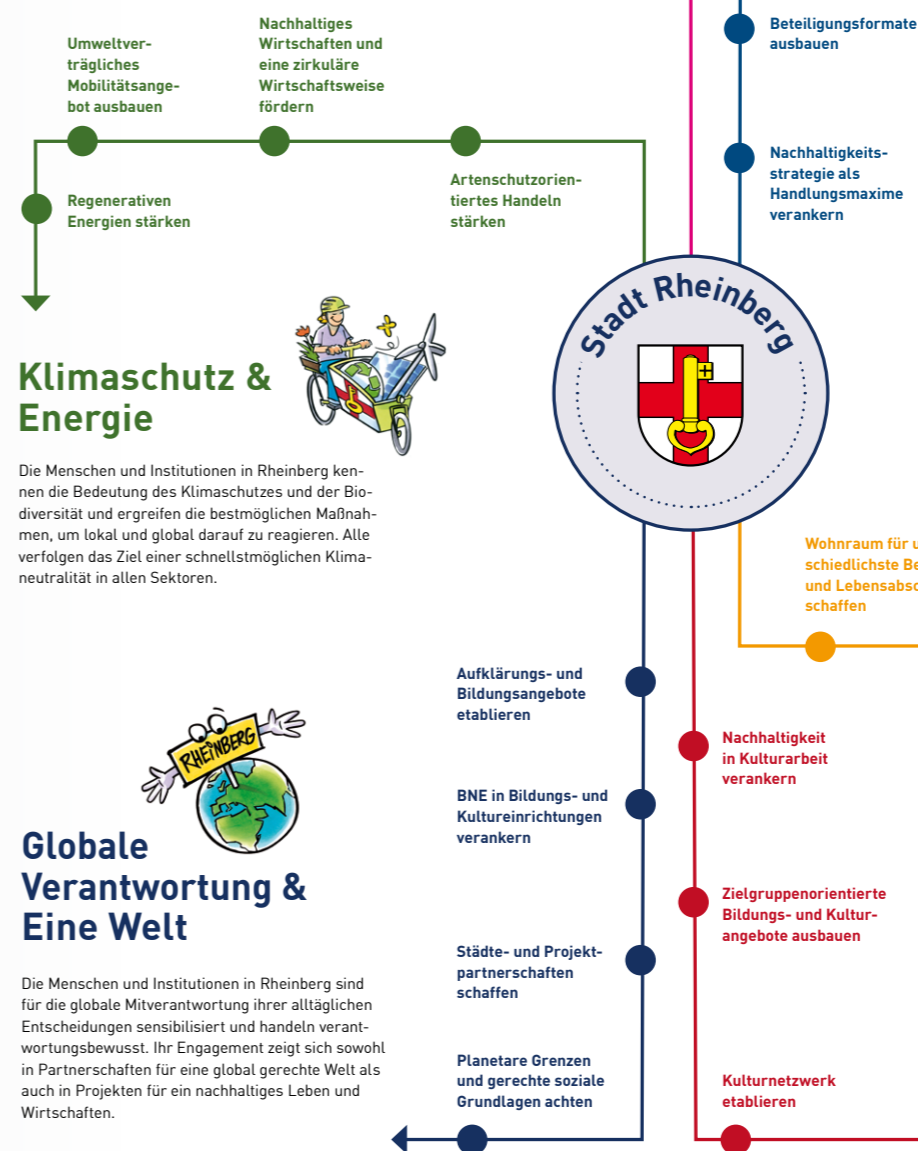 Umweltver-
trägliches
Mobilitätsange-
bot ausbauen
Nachhaltiges
Wirtschaften und
eine zirkuläre
Wirtschaftsweise
fördern
Regenerativen
Energien stärken
Artenschutzorien-
tiertes Handeln
stärken
Beteiligungsformate
ausbauen
Nachhaltigkeits-
strategie als
Handlungsmaxime
verankern
Stadt Rheinberg
Klimaschutz &
Energie
Die Menschen und Institutionen in Rheinberg ken-
nen die Bedeutung des Klimaschutzes und der Bio-
diversität und ergreifen die bestmöglichen Maßnah-
men, um lokal und global darauf zu reagieren. Alle
verfolgen das Ziel einer schnellstmöglichen Klima-
neutralität in allen Sektoren.
Wohnraum für
schiedlichste
und
schaffen
Aufklärungs- und
Bildungsangebote
etablieren
BNE in Bildungs- und
Kultureinrichtungen
verankern
Städte- und Projekt-
partnerschaften
schaffen
Planetare Grenzen
und gerechte soziale
Grundlagen achten
Nachhaltigkeit
in Kulturarbeit
verankern
Zielgruppenorientierte
Bildungs- und Kultur-
angebote ausbauen
Kulturnetzwerk
etablieren
RHEINBERG
Globale
Verantwortung &
Eine Welt
Die Menschen und Institutionen in Rheinberg sind
für die globale Mitverantwortung ihrer alltäglichen
Entscheidungen sensibilisiert und handeln verant-
wortungsbewusst. Ihr Engagement zeigt sich sowohl
in Partnerschaften für eine global gerechte Welt als
auch in Projekten für ein nachhaltiges Leben und
Wirtschaften.